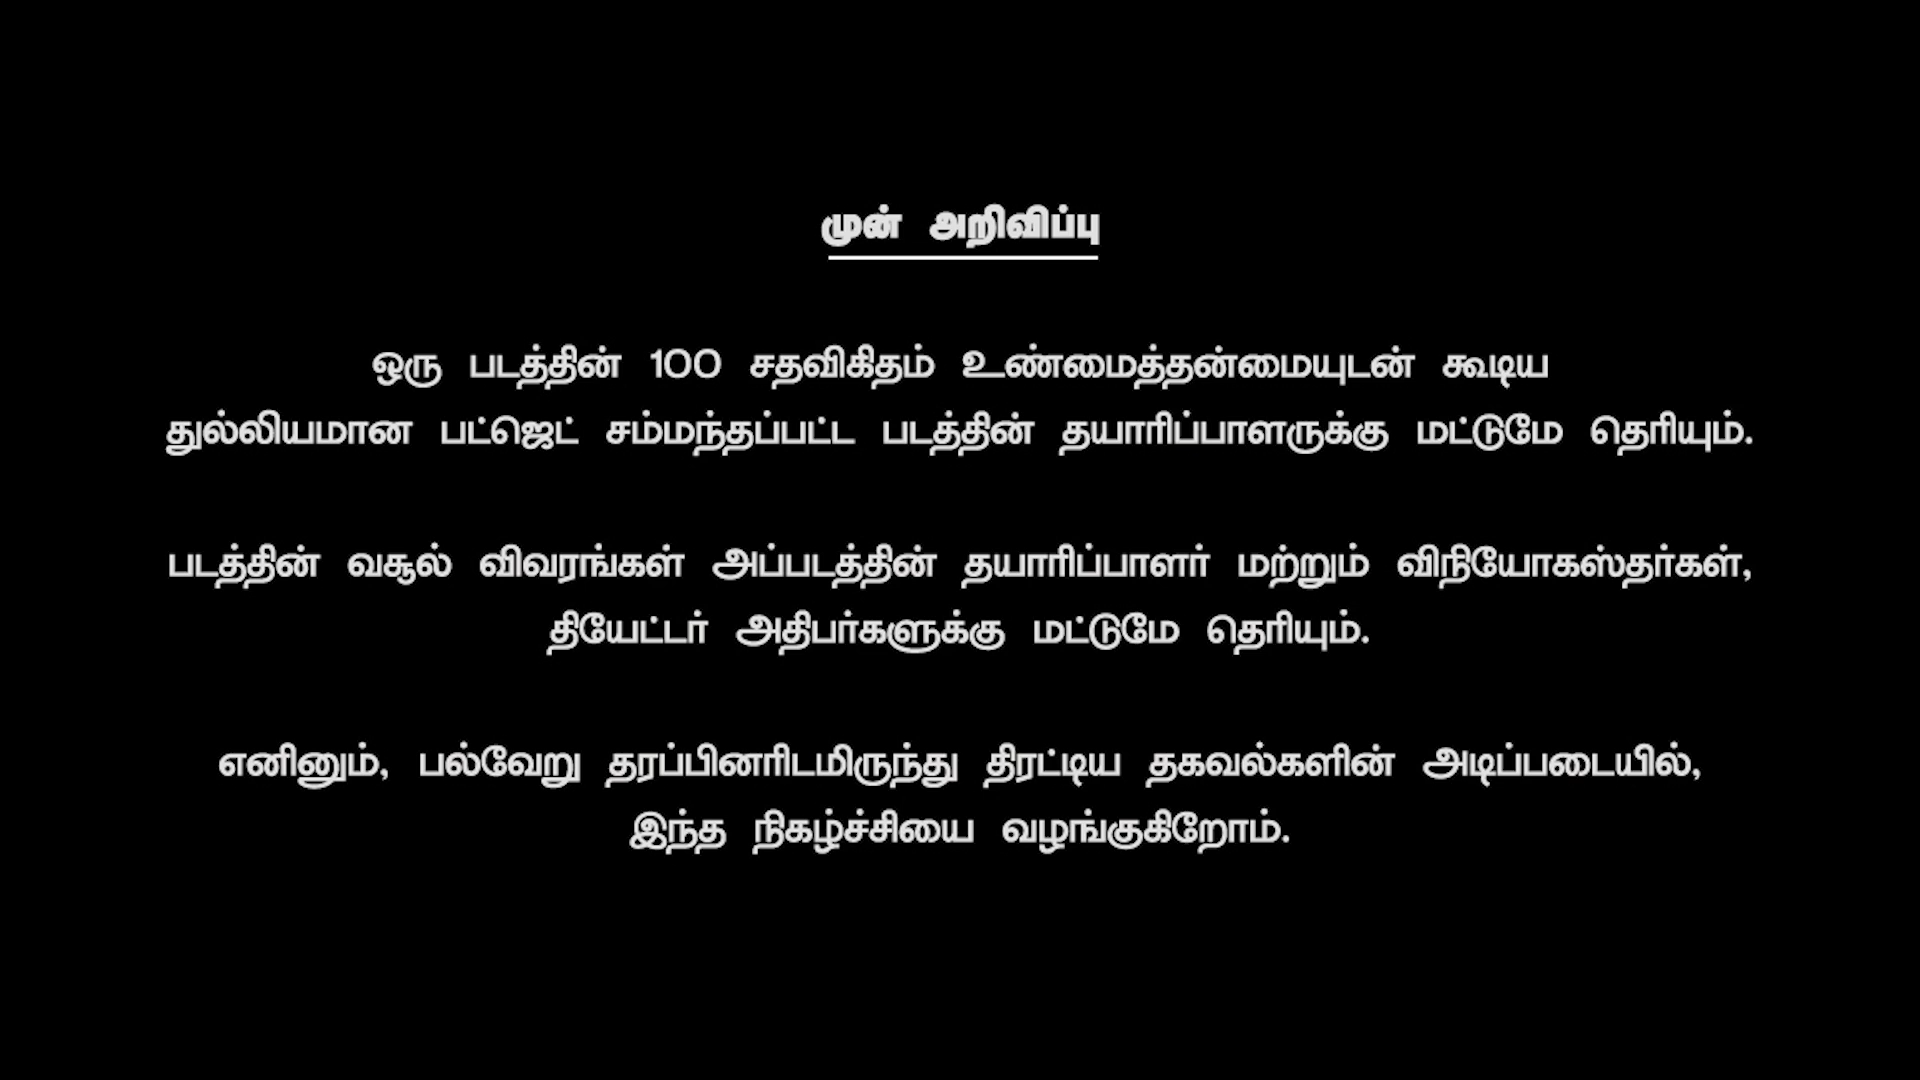 முன் அறிவிப்பு
ஒரு படத்தின் 100 சதவிகிதம் உண்மைத்தன்மையுடன் கூடிய
துல்லியமான பட்ஜெட் சம்மந்தப்பட்ட படத்தின் தயாரிப்பாளருக்கு மட்டுமே தெரியும்.
படத்தின் வசூல் விவரங்கள் அப்படத்தின் தயாரிப்பாளர் மற்றும் விநியோகஸ்தர்கள்,
தியேட்டர் அதிபர்களுக்கு மட்டுமே தெரியும்.
எனினும், பல்வேறு தரப்பினரிடமிருந்து திரட்டிய தகவல்களின் அடிப்படையில்,
இந்த நிகழ்ச்சியை வழங்குகிறோம்.